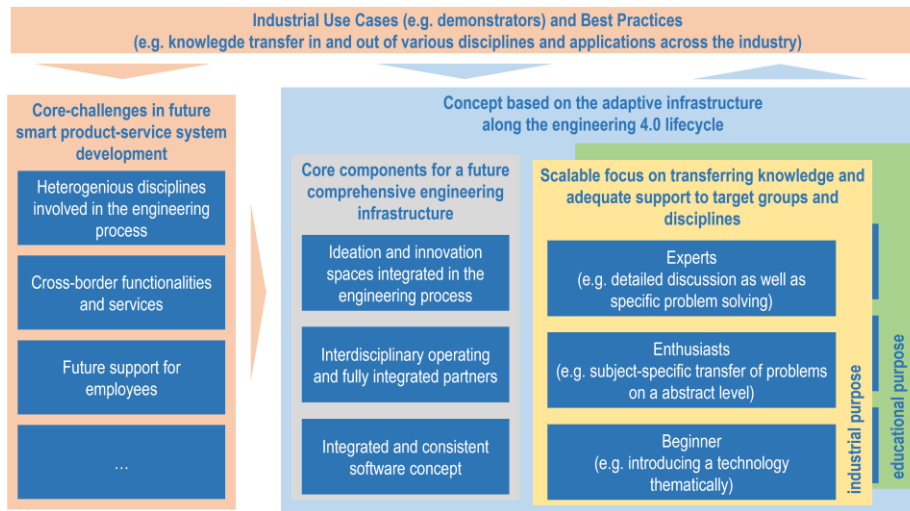 Industrial Use Cases (e.g. demonstrators) and Best Practices
(e.g. knowlegde transfer in and out of various disciplines and applications across the industry)
Core-challenges in future
smart product-service system
development
Heterogenious disciplines
involved in the engineering
process
Cross-border functionalities
and services
Future support for
employees
…
Concept based on the adaptive infrastructure
along the engineering 4.0 lifecycle
Core components for a future
comprehensive engineering
infrastructure
Ideation and innovation
spaces integrated in the
engineering process
Interdisciplinary operating
and fully integrated partners
Integrated and consistent
software concept
Scalable focus on transferring knowledge and
adequate support to target groups and
disciplines
Experts
(e.g. detailed discussion as well as
specific problem solving)
Enthusiasts
(e.g. subject-specific transfer of problems
on a abstract level)
Beginner
(e.g. introducing a technology
thematically)
industrial purpose
educational purpose